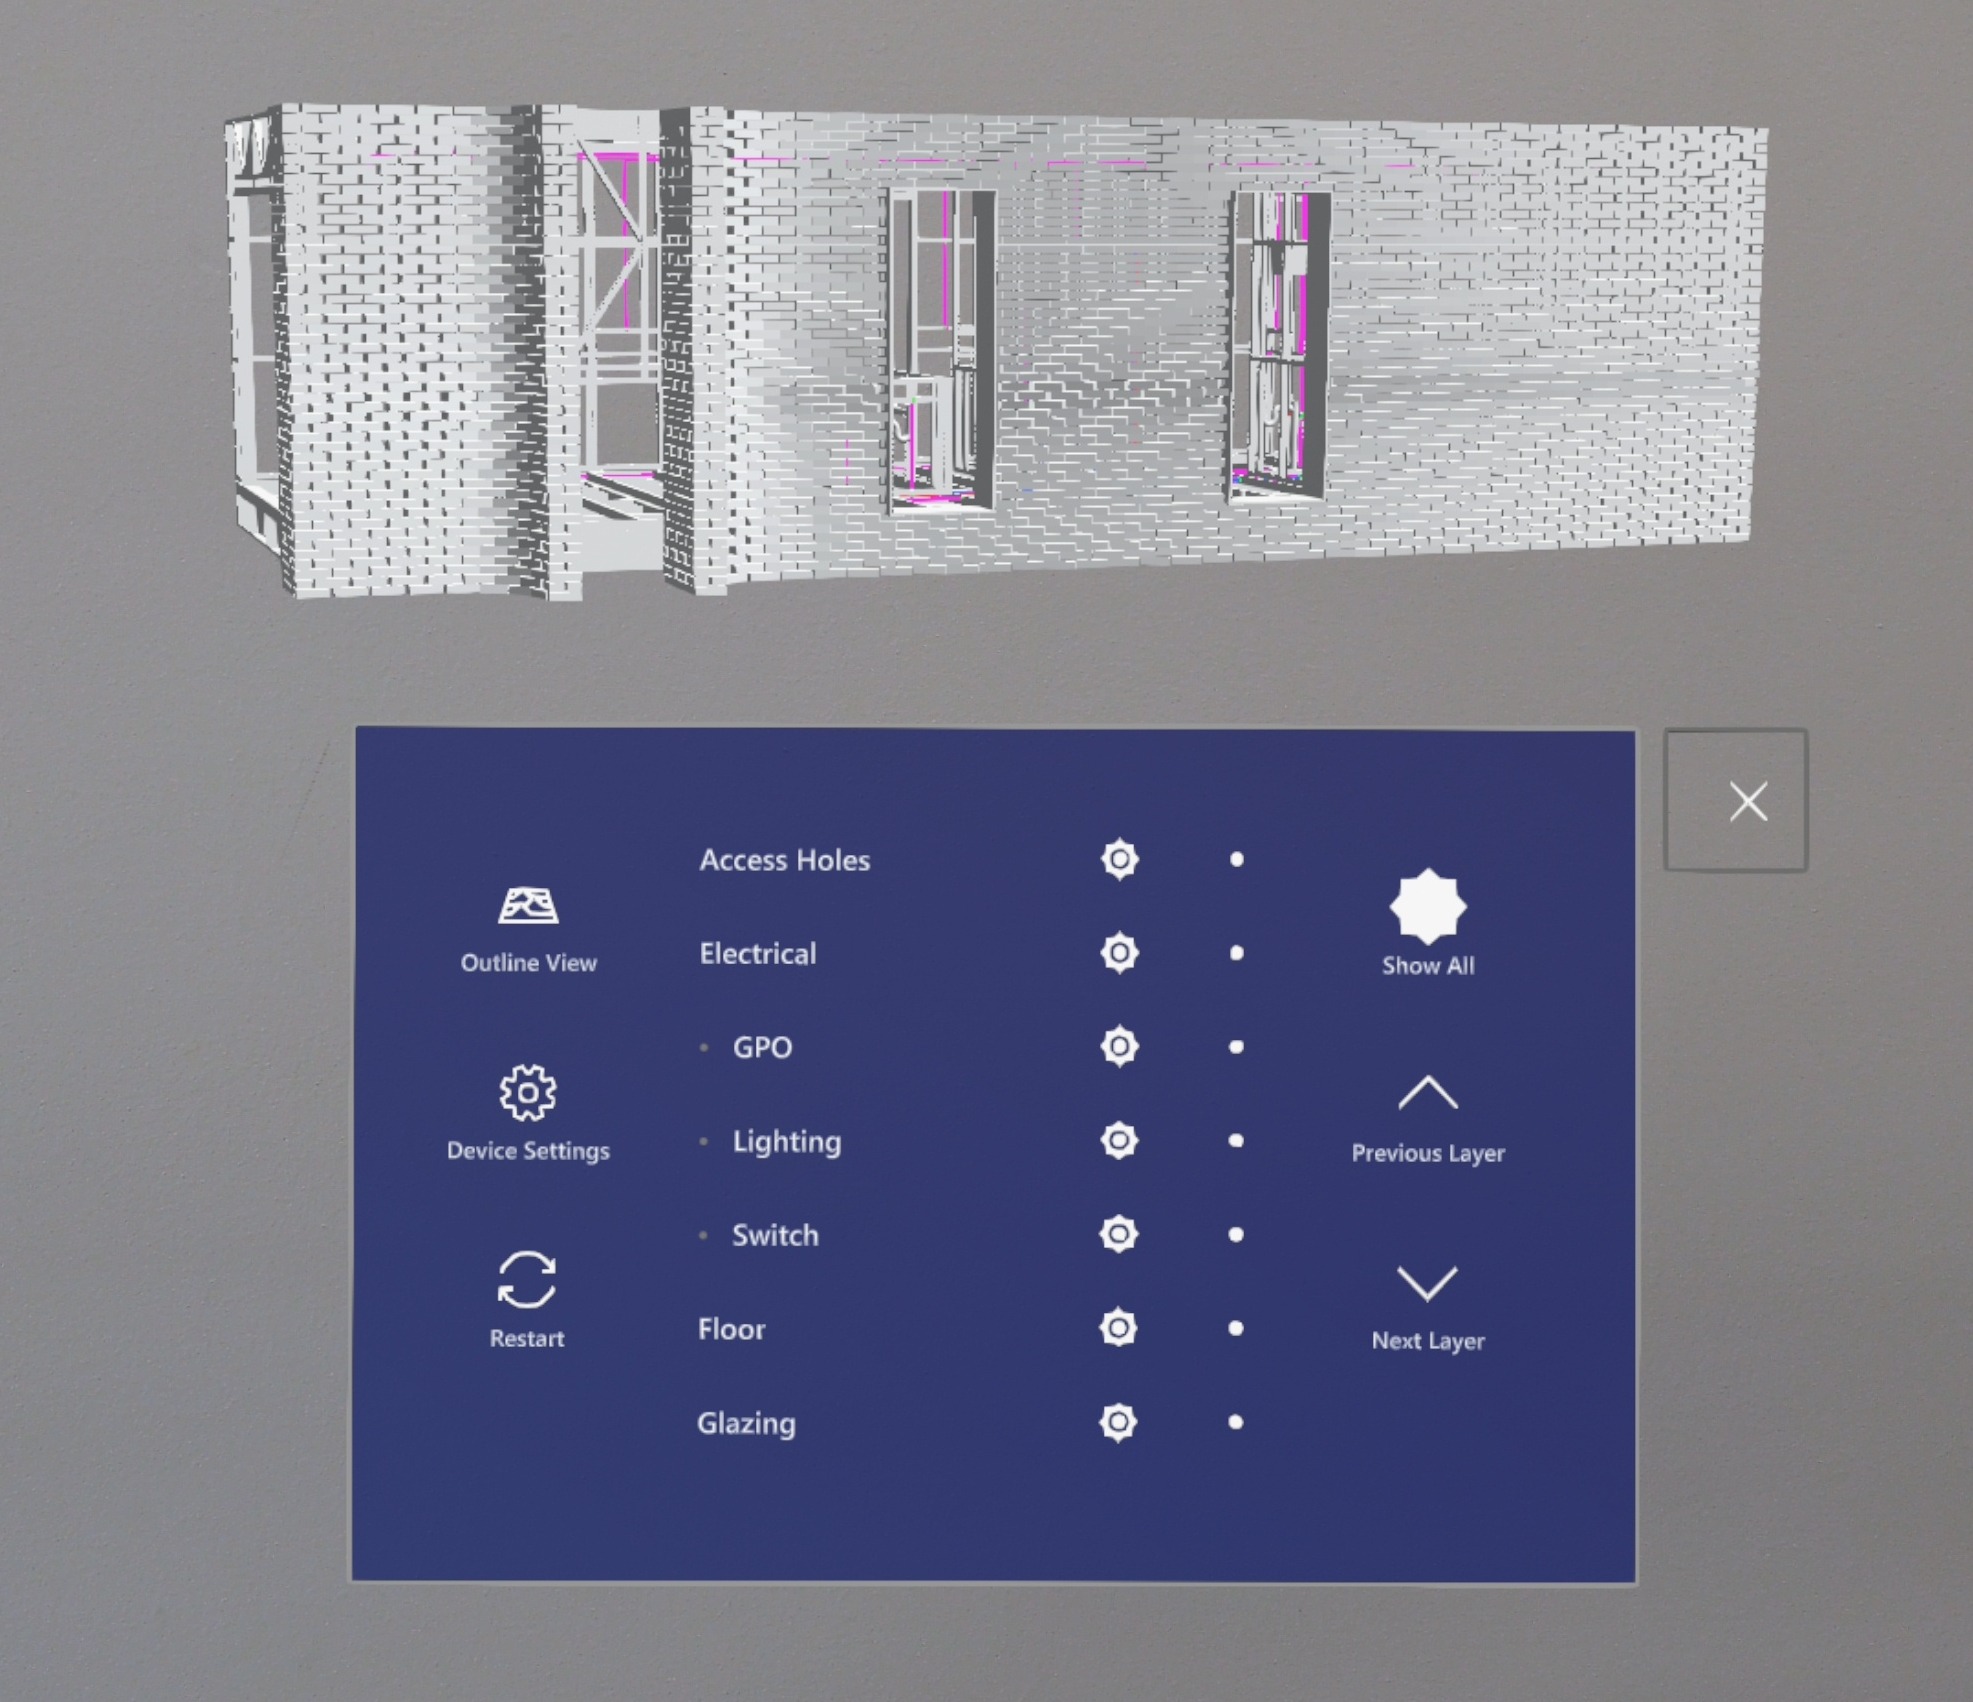 Outline View
Device Settings
Restart
Access Holes
Electrical
GPO
Lighting
Switch
Floor
Glazing
Show All
Previous Layer
Next Layer